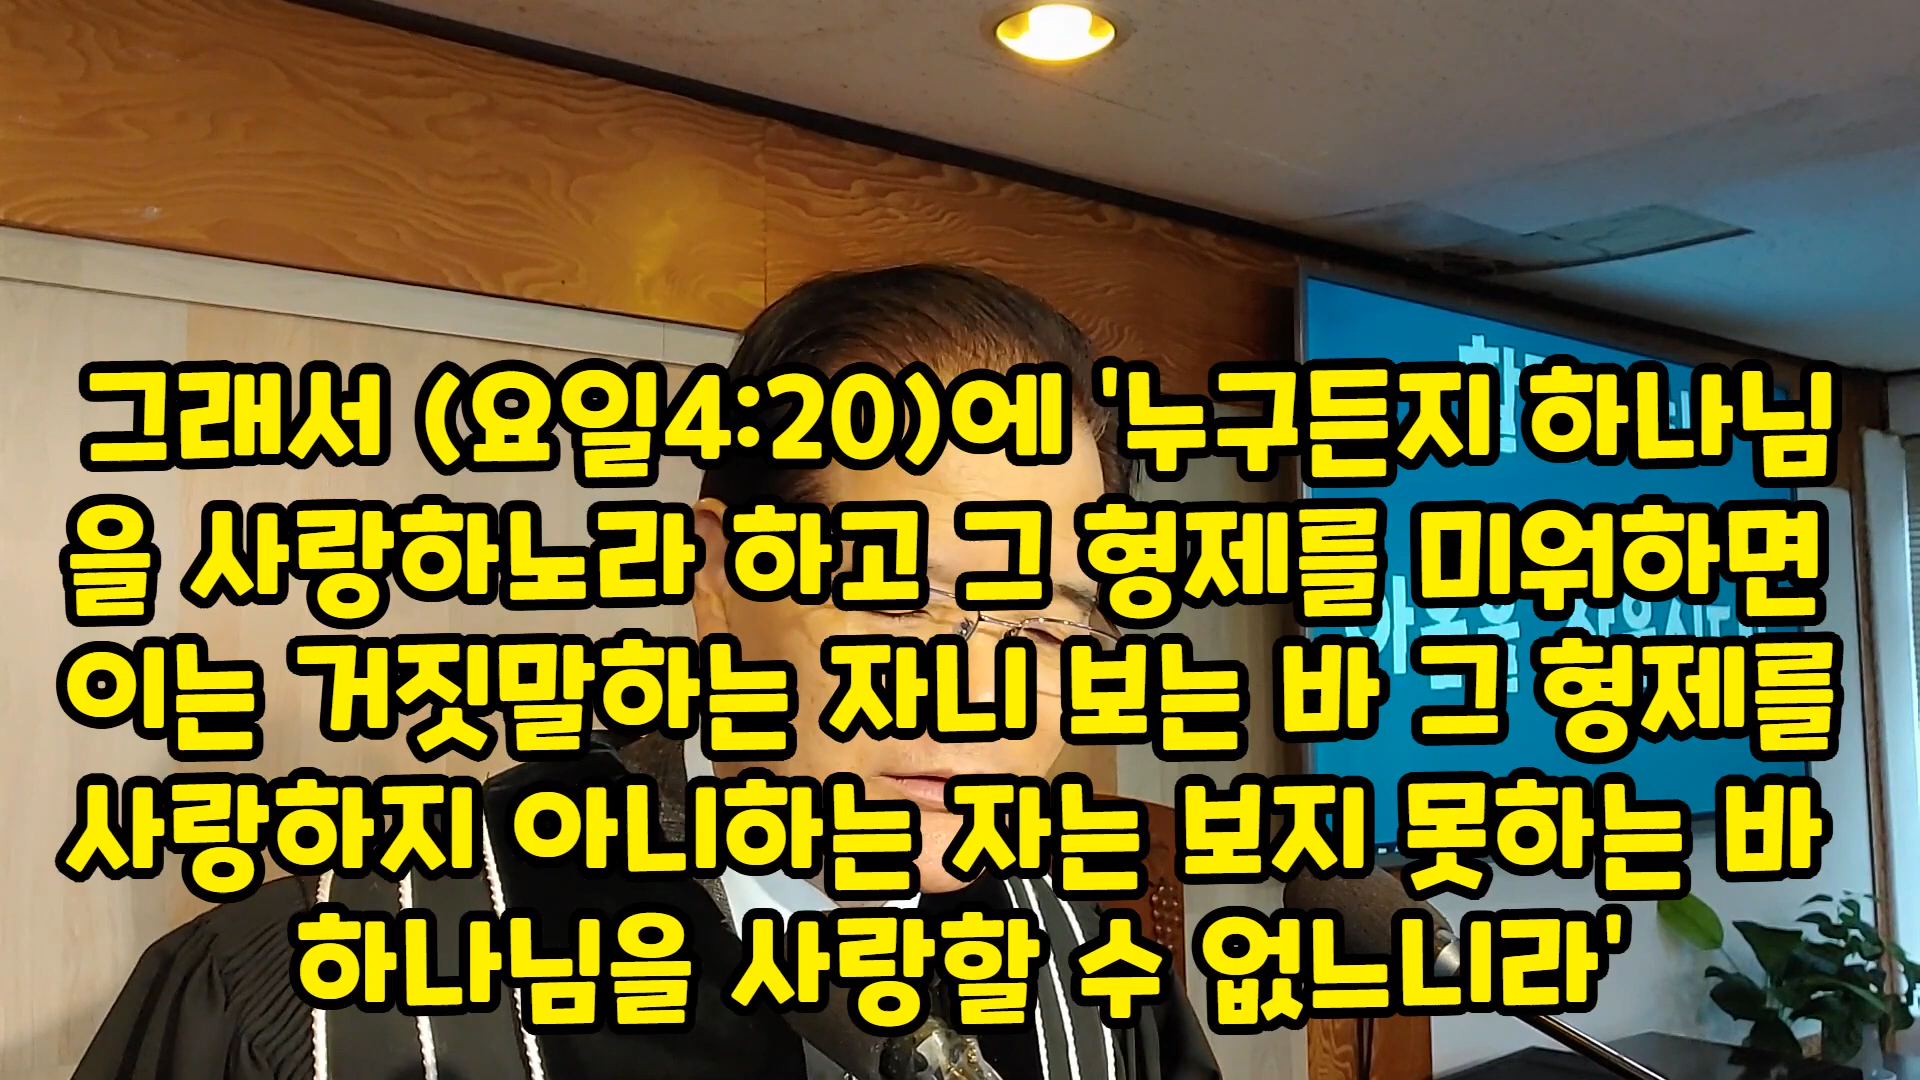 그래서 (요일4:20)에 '누구든지 하나님
을 사랑하노라 하고 그 형제를 미워하면
이는 거짓말하는 자니 보는 바 그 형제를
사랑하지 아니하는 자는 보지 못하는 바
하나님을 사랑할 수 없느니라'